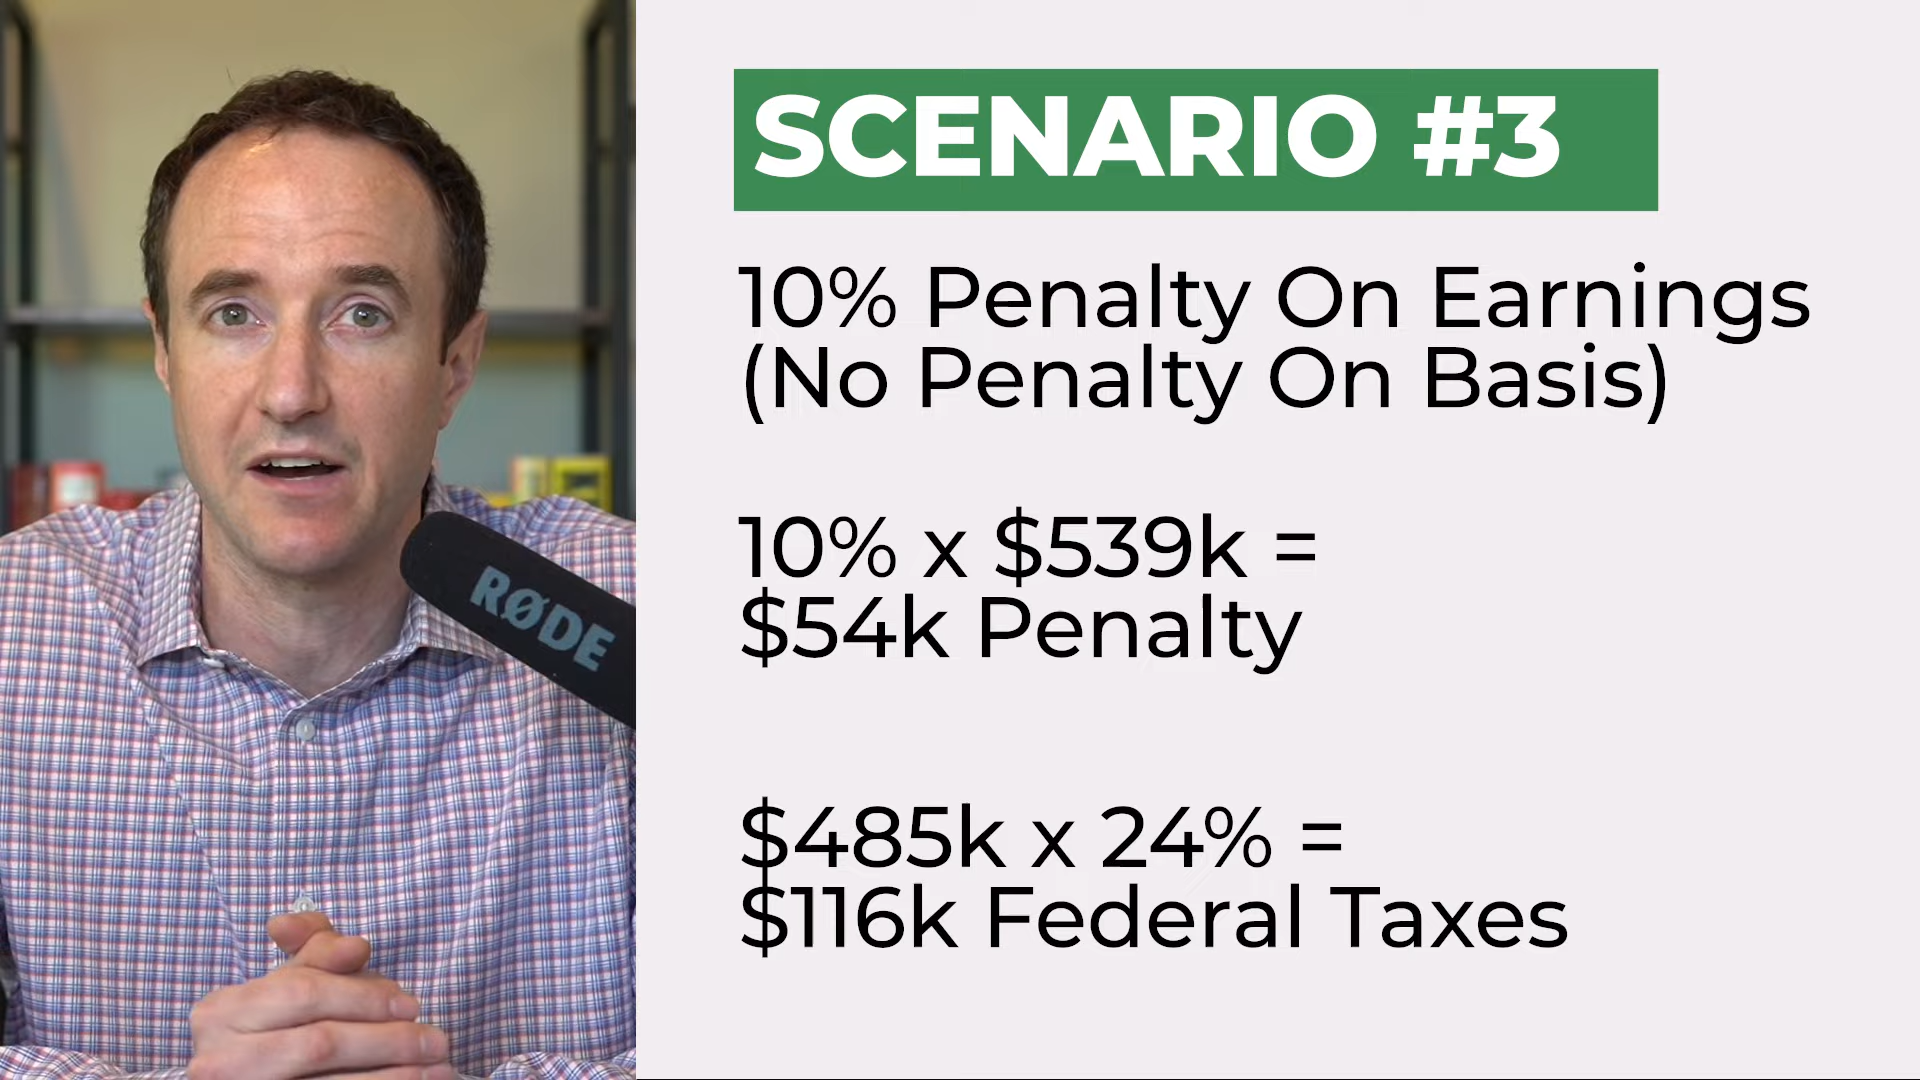 SCENARIO #3
10% Penalty On Earnings
(No Penalty On Basis)
10% x $539k =
$54k Penalty
$485k x 24% =
$116k Federal Taxes
RØDE